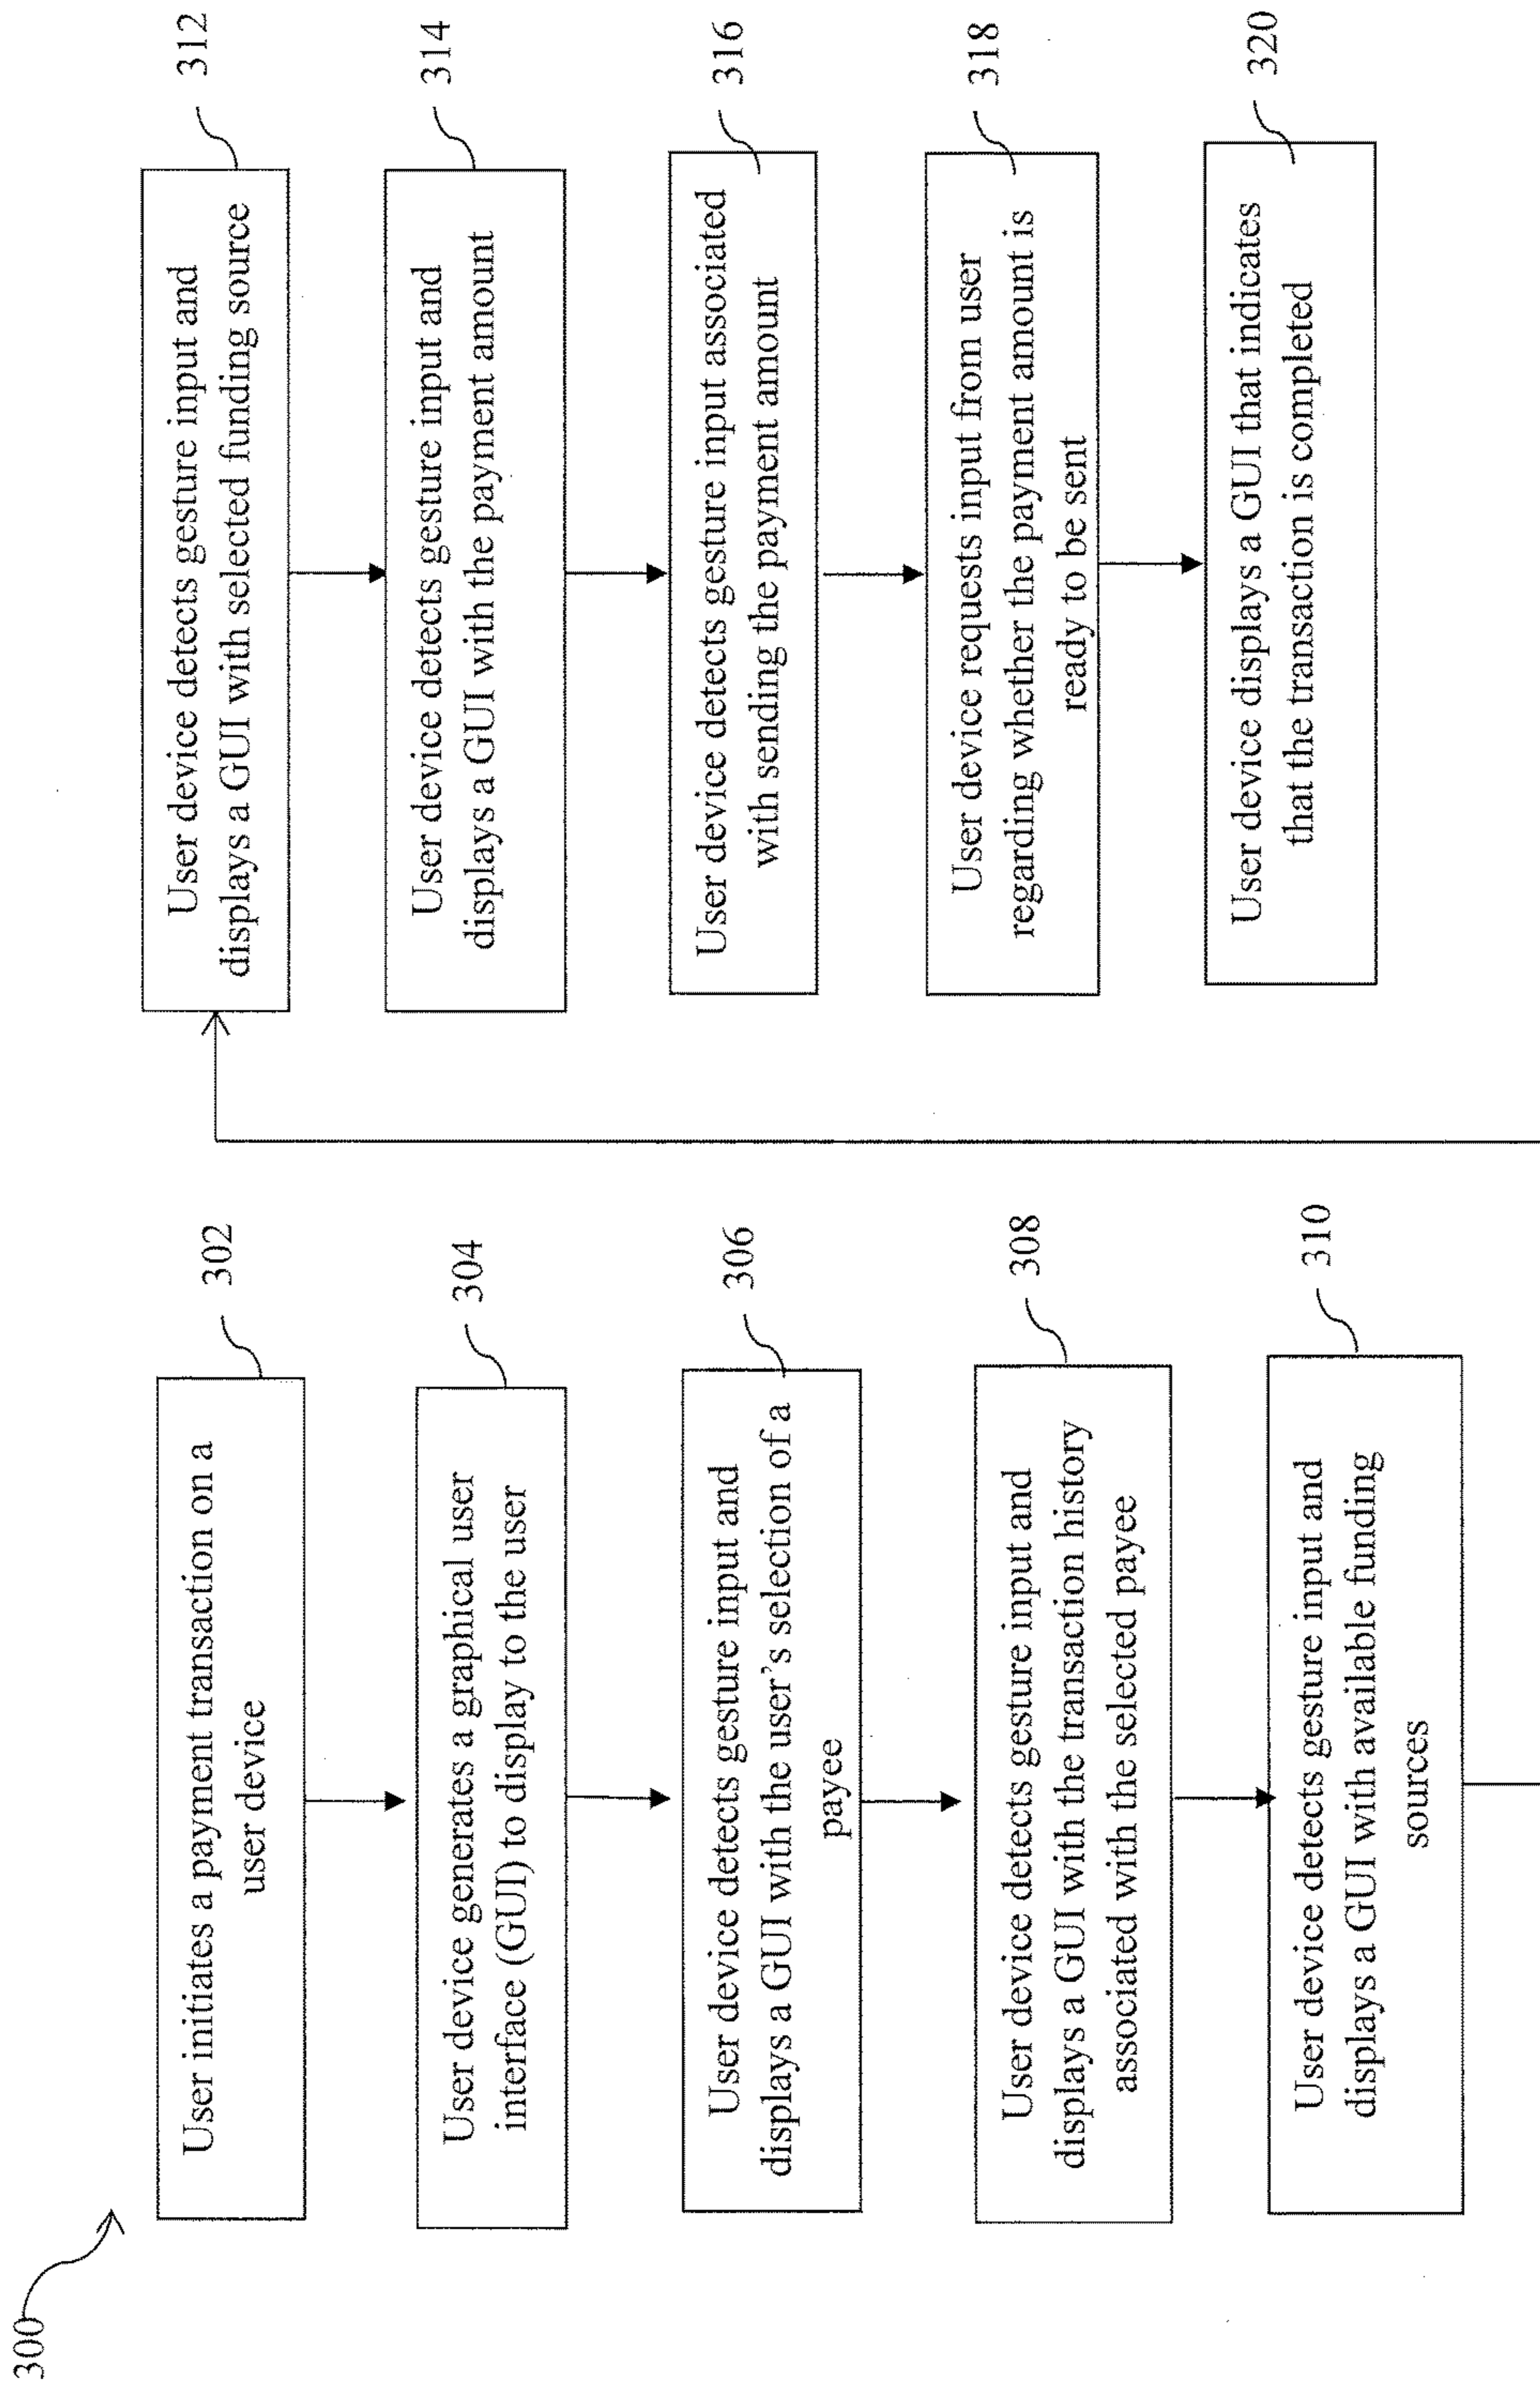 300
User initiates a payment transaction on a
user device
302
User device generates a graphical user
interface (GUI) to display to the user
304
User device detects gesture input and
displays a GUI with the user’s selection of a
payee
306
User device detects gesture input and
displays a GUI with the transaction history
associated with the selected payee
308
User device detects gesture input and
displays a GUI with available funding
sources
310
User device detects gesture input and
displays a GUI with selected funding source
312
User device detects gesture input and
displays a GUI with the payment amount
314
User device detects gesture input associated
with sending the payment amount
316
User device requests input from user
regarding whether the payment amount is
ready to be sent
318
User device displays a GUI that indicates
that the transaction is completed
320